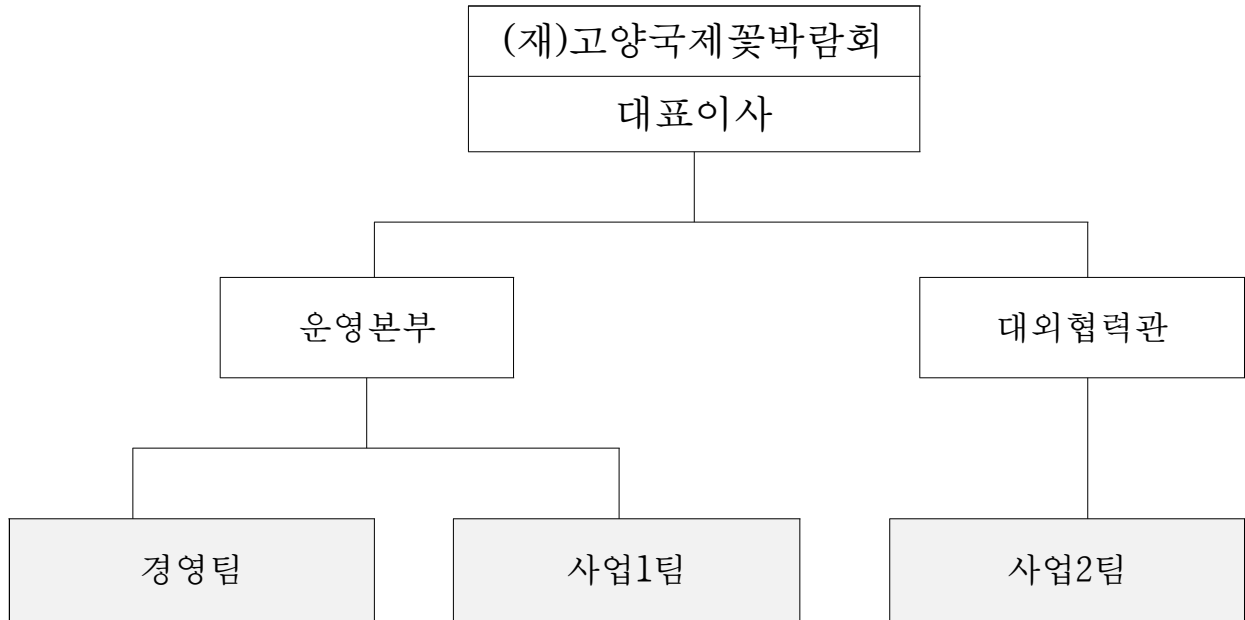 (재)고양국제꽃박람회
대표이사
운영본부
대외협력관
경영팀
사업1팀
사업2팀